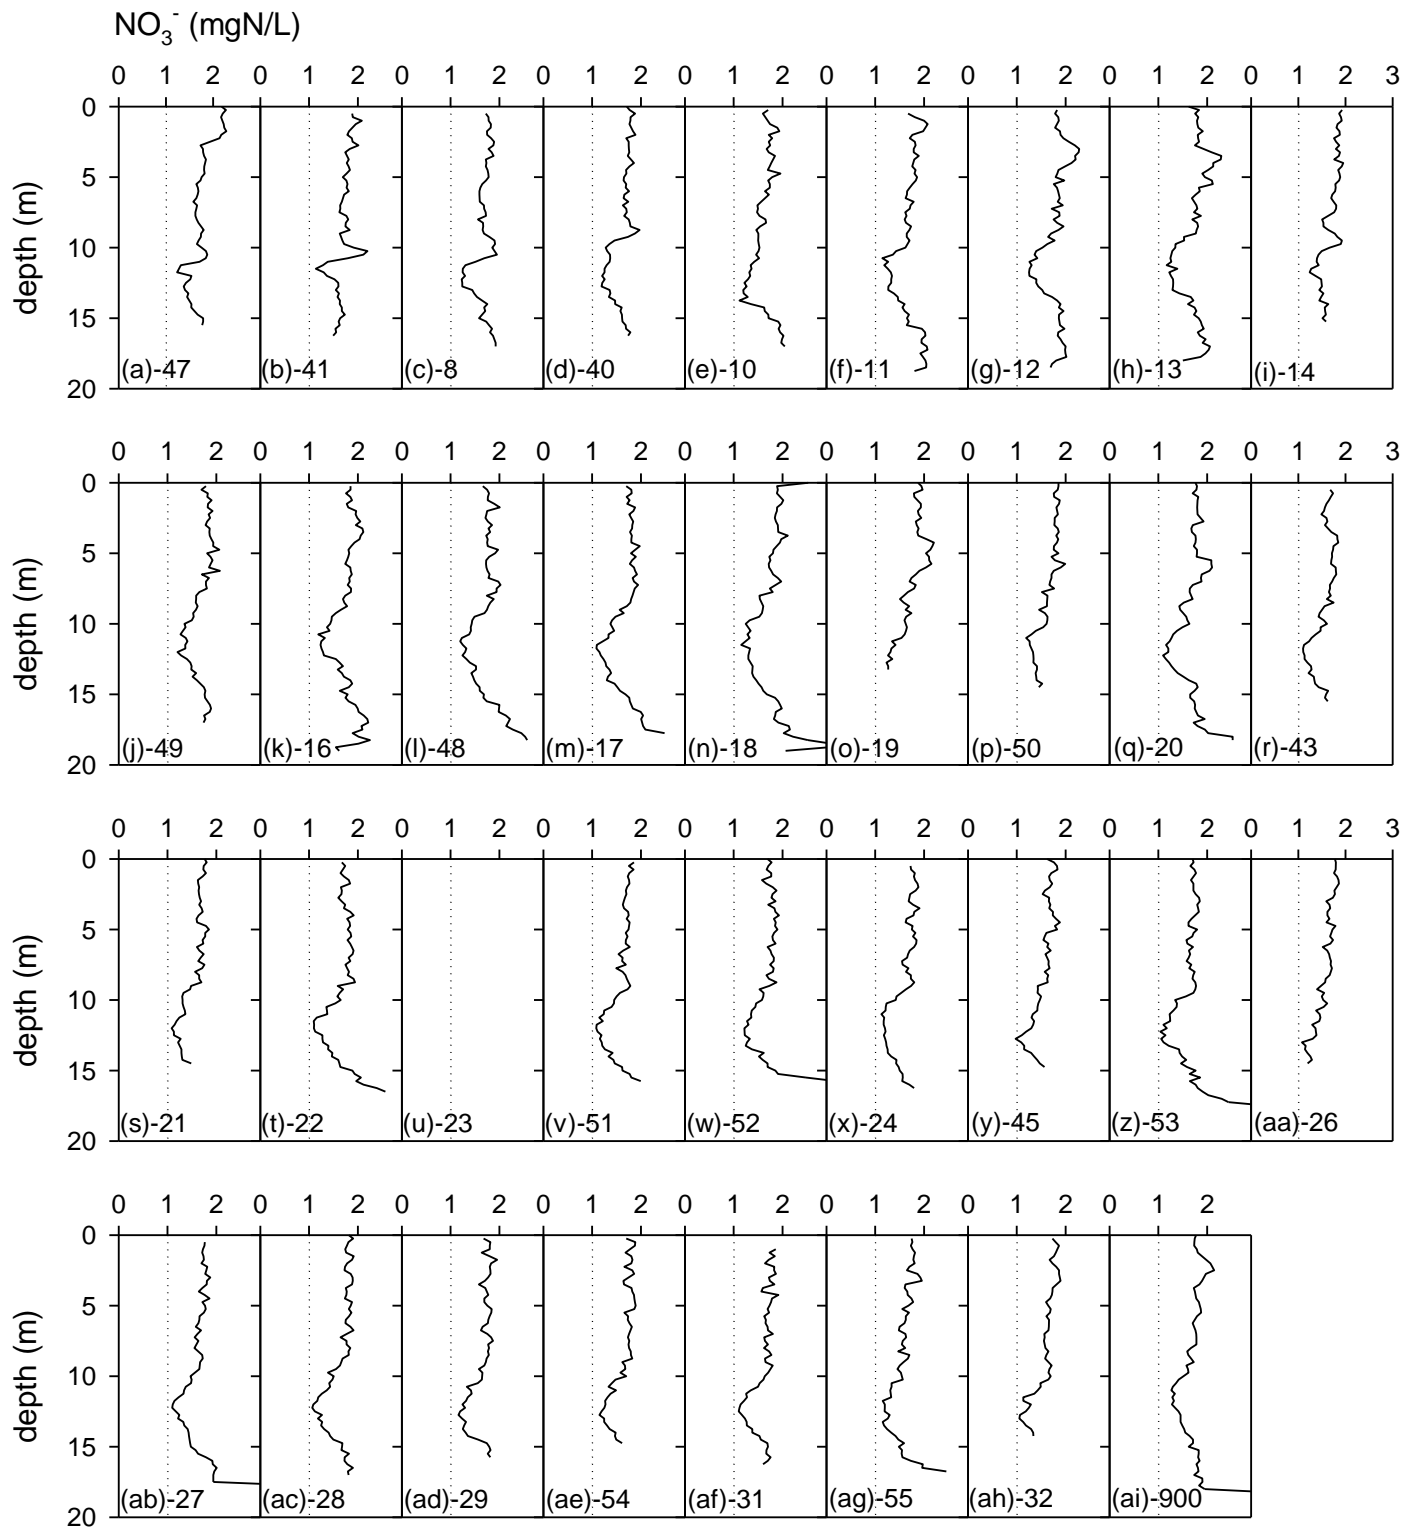 NO3- (mgN/L)
0 1 2 0 1 2 0 1 2 0 1 2 0 1 2 0 1 2 0 1 2 0 1 2 0 1 2 3
0
5
10
15
20
depth (m)
(a)-47 (b)-41 (c)-8 (d)-40 (e)-10 (f)-11 (g)-12 (h)-13 (i)-14
0 1 2 0 1 2 0 1 2 0 1 2 0 1 2 0 1 2 0 1 2 0 1 2 0 1 2 3
0
5
10
15
20
depth (m)
(j)-49 (k)-16 (l)-48 (m)-17 (n)-18 (o)-19 (p)-50 (q)-20 (r)-43
0 1 2 0 1 2 0 1 2 0 1 2 0 1 2 0 1 2 0 1 2 0 1 2 0 1 2 3
0
5
10
15
20
depth (m)
(s)-21 (t)-22 (u)-23 (v)-51 (w)-52 (x)-24 (y)-45 (z)-53 (aa)-26
0 1 2 0 1 2 0 1 2 0 1 2 0 1 2 0 1 2 0 1 2 0 1 2
0
5
10
15
20
depth (m)
(ab)-27 (ac)-28 (ad)-29 (ae)-54 (af)-31 (ag)-55 (ah)-32 (ai)-900